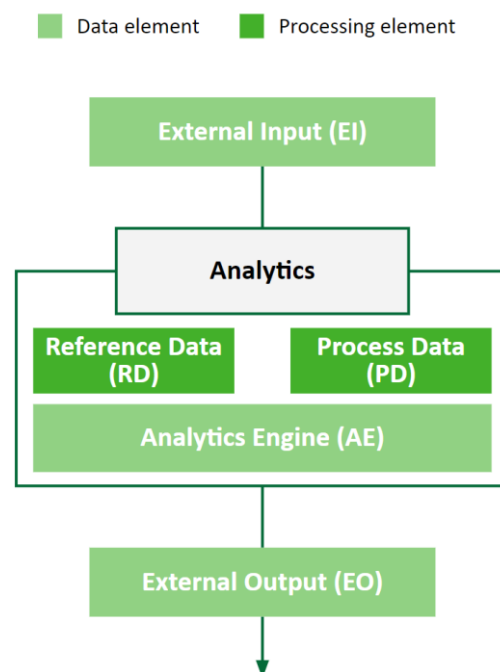 Data element
Processing element
External Input (EI)
Analytics
Reference Data
(RD)
Process Data
(PD)
Analytics Engine (AE)
External Output (EO)